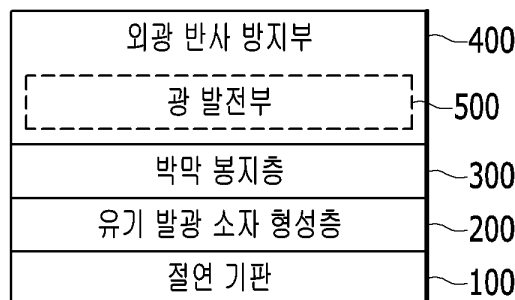 외광 반사 방지부 400
광 발전부 500
박막 봉지층 300
유기 발광 소자 형성층 200
절연 기판 100